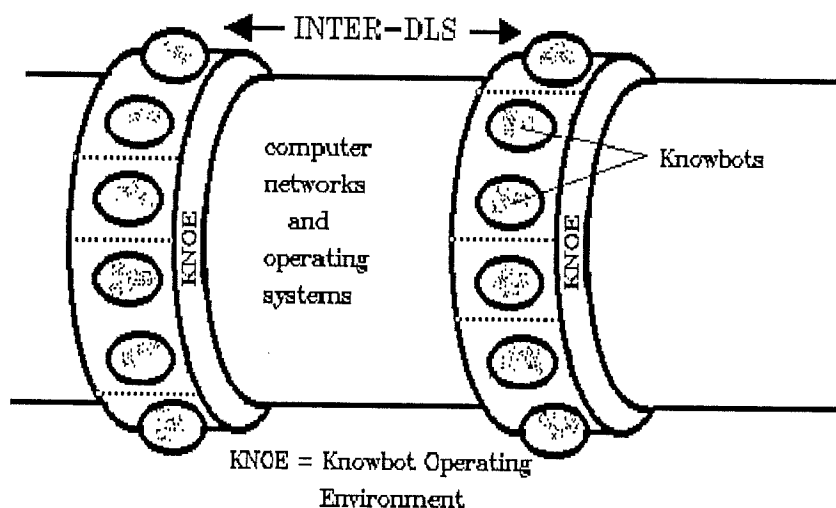 INTER-DLS
computer
networks
and
operating
systems
Knowbots
KNOE
KNOE
KNOE = Knowbot Operating
Environment